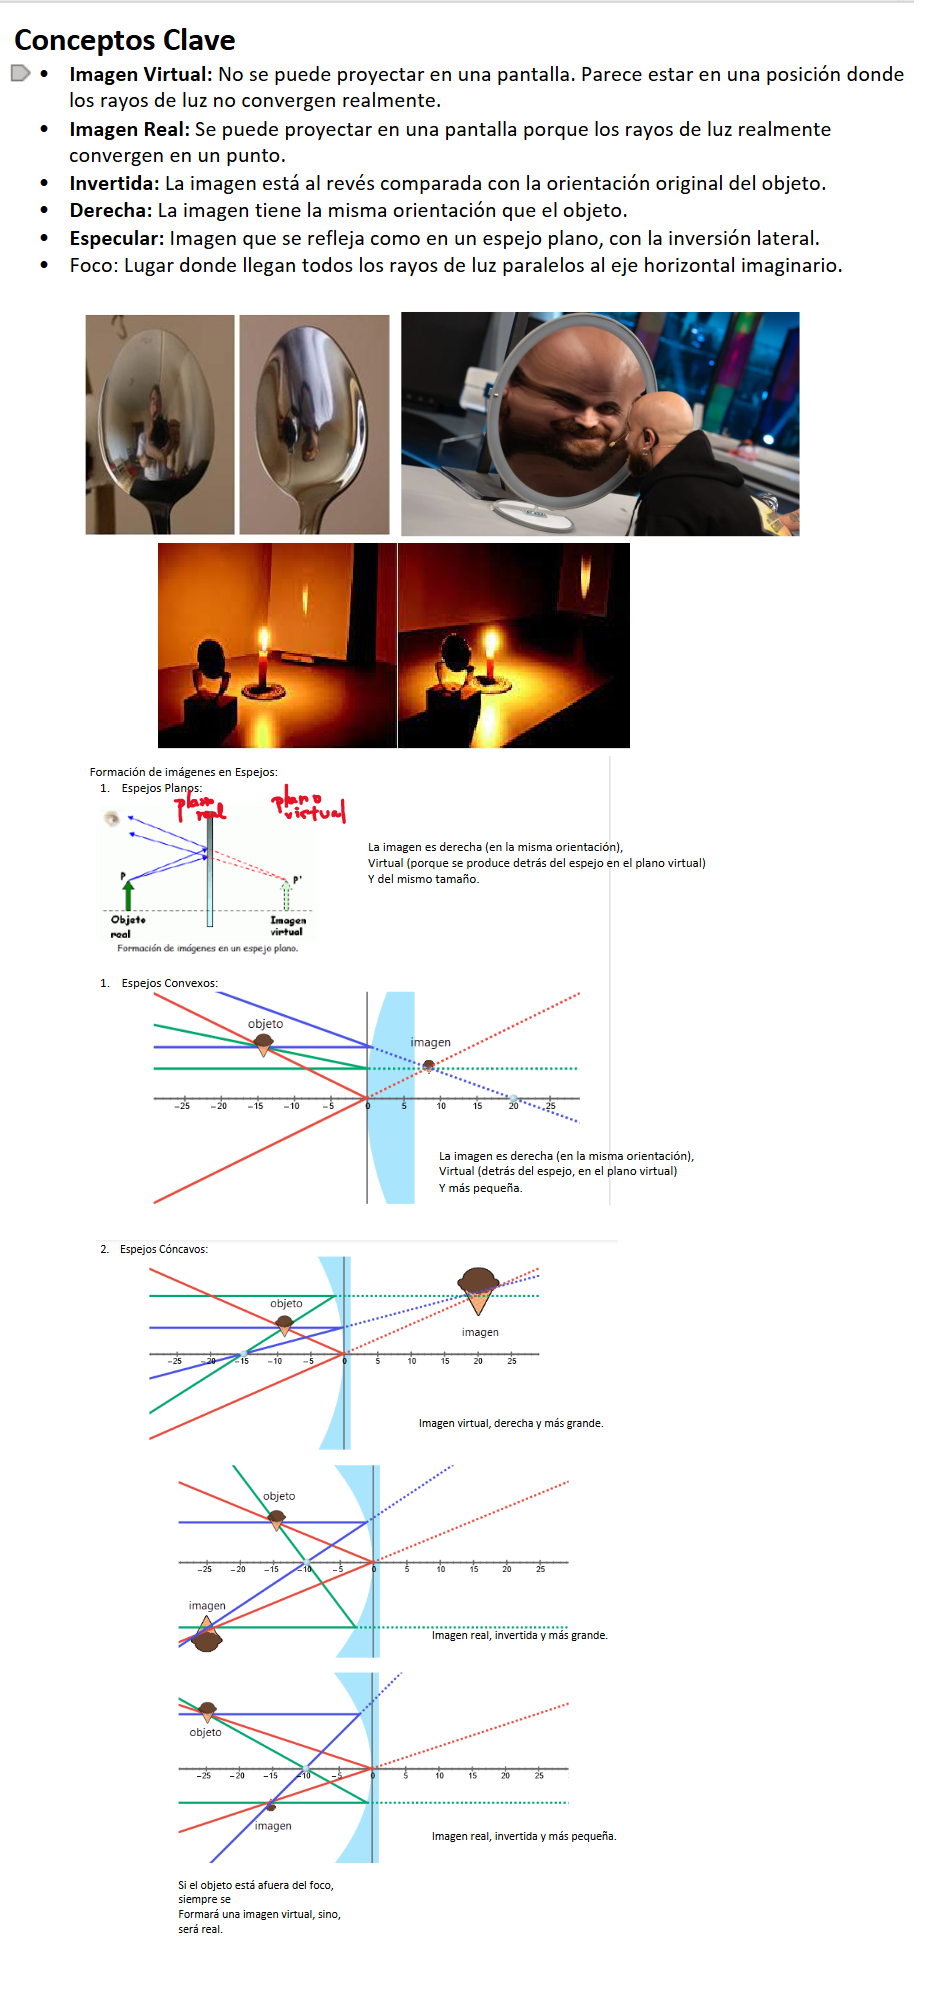 Conceptos Clave
• Imagen Virtual: No se puede proyectar en una pantalla. Parece estar en una posición donde
los rayos de luz no convergen realmente.
• Imagen Real: Se puede proyectar en una pantalla porque los rayos de luz realmente
convergen en un punto.
• Invertida: La imagen está al revés comparada con la orientación original del objeto.
• Derecha: La imagen tiene la misma orientación que el objeto.
• Especular: Imagen que se refleja como en un espejo plano, con la inversión lateral.
• Foco: Lugar donde llegan todos los rayos de luz paralelos al eje horizontal imaginario.
Formación de imágenes en Espejos:
1. Espejos Planos:
plano real
plano virtual
La imagen es derecha (en la misma orientación),
Virtual (porque se produce detrás del espejo en el plano virtual)
Y del mismo tamaño.
P
P'
Objeto real
Imagen virtual
Formación de imágenes en un espejo plano.
1. Espejos Convexos:
objeto
imagen
-25 -20 -15 -10 -5 0 5 10 15 20 25
La imagen es derecha (en la misma orientación),
Virtual (detrás del espejo, en el plano virtual)
Y más pequeña.
2. Espejos Cóncavos:
objeto
imagen
-25 -20 -15 -10 -5 0 5 10 15 20 25
Imagen virtual, derecha y más grande.
objeto
-25 -20 -15 -10 -5 0 5 10 15 20 25
imagen
Imagen real, invertida y más grande.
objeto
-25 -20 -15 -10 -5 0 5 10 15 20 25
imagen
Imagen real, invertida y más pequeña.
Si el objeto está afuera del foco,
siempre se
Formará una imagen virtual, sino,
será real.